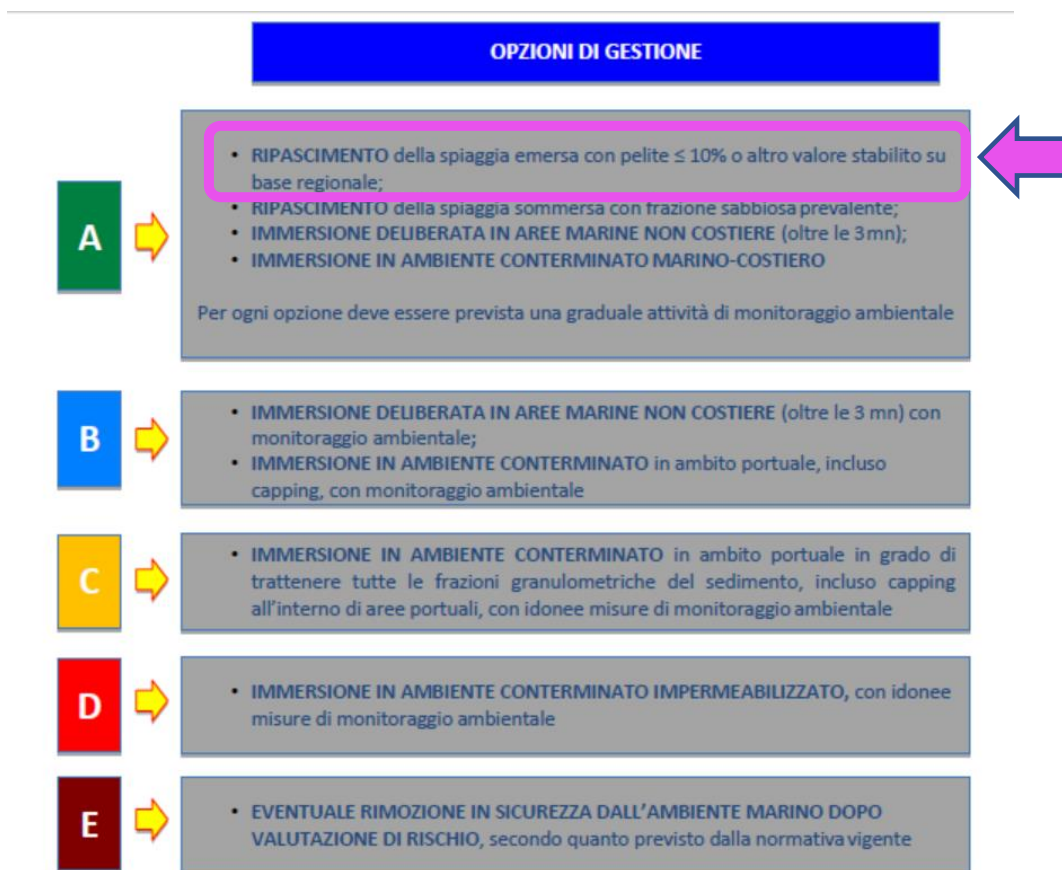 OPZIONI DI GESTIONE
A
• RIPASCIMENTO della spiaggia emersa con pelite ≤ 10% o altro valore stabilito su
base regionale;
• RIPASCIMENTO della spiaggia sommersa con frazione sabbiosa prevalente;
• IMMERSIONE DELIBERATA IN AREE MARINE NON COSTIERE (oltre le 3 mn);
• IMMERSIONE IN AMBIENTE CONTERMINATO MARINO-COSTIERO
Per ogni opzione deve essere prevista una graduale attività di monitoraggio ambientale
B
• IMMERSIONE DELIBERATA IN AREE MARINE NON COSTIERE (oltre le 3 mn) con
monitoraggio ambientale;
• IMMERSIONE IN AMBIENTE CONTERMINATO in ambito portuale, incluso
capping, con monitoraggio ambientale
C
• IMMERSIONE IN AMBIENTE CONTERMINATO in ambito portuale in grado di
trattenere tutte le frazioni granulometriche del sedimento, incluso capping
all'interno di aree portuali, con idonee misure di monitoraggio ambientale
D
• IMMERSIONE IN AMBIENTE CONTERMINATO IMPERMEABILIZZATO, con idonee
misure di monitoraggio ambientale
E
• EVENTUALE RIMOZIONE IN SICUREZZA DALL'AMBIENTE MARINO DOPO
VALUTAZIONE DI RISCHIO, secondo quanto previsto dalla normativa vigente